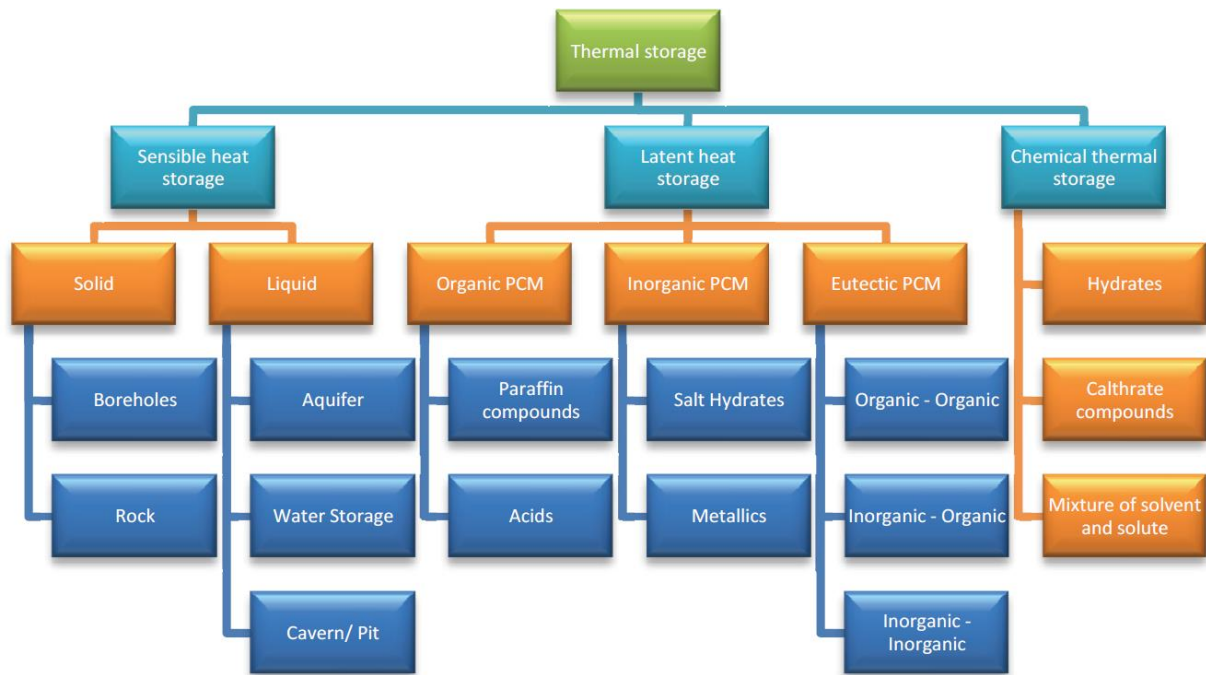 Thermal storage
Sensible heat
storage
Latent heat
storage
Chemical thermal
storage
Solid
Liquid
Organic PCM
Inorganic PCM
Eutectic PCM
Hydrates
Boreholes
Aquifer
Paraffin
compounds
Salt Hydrates
Organic - Organic
Calthrate
compounds
Rock
Water Storage
Acids
Metallics
Inorganic - Organic
Mixture of solvent
and solute
Cavern/ Pit
Inorganic -
Inorganic